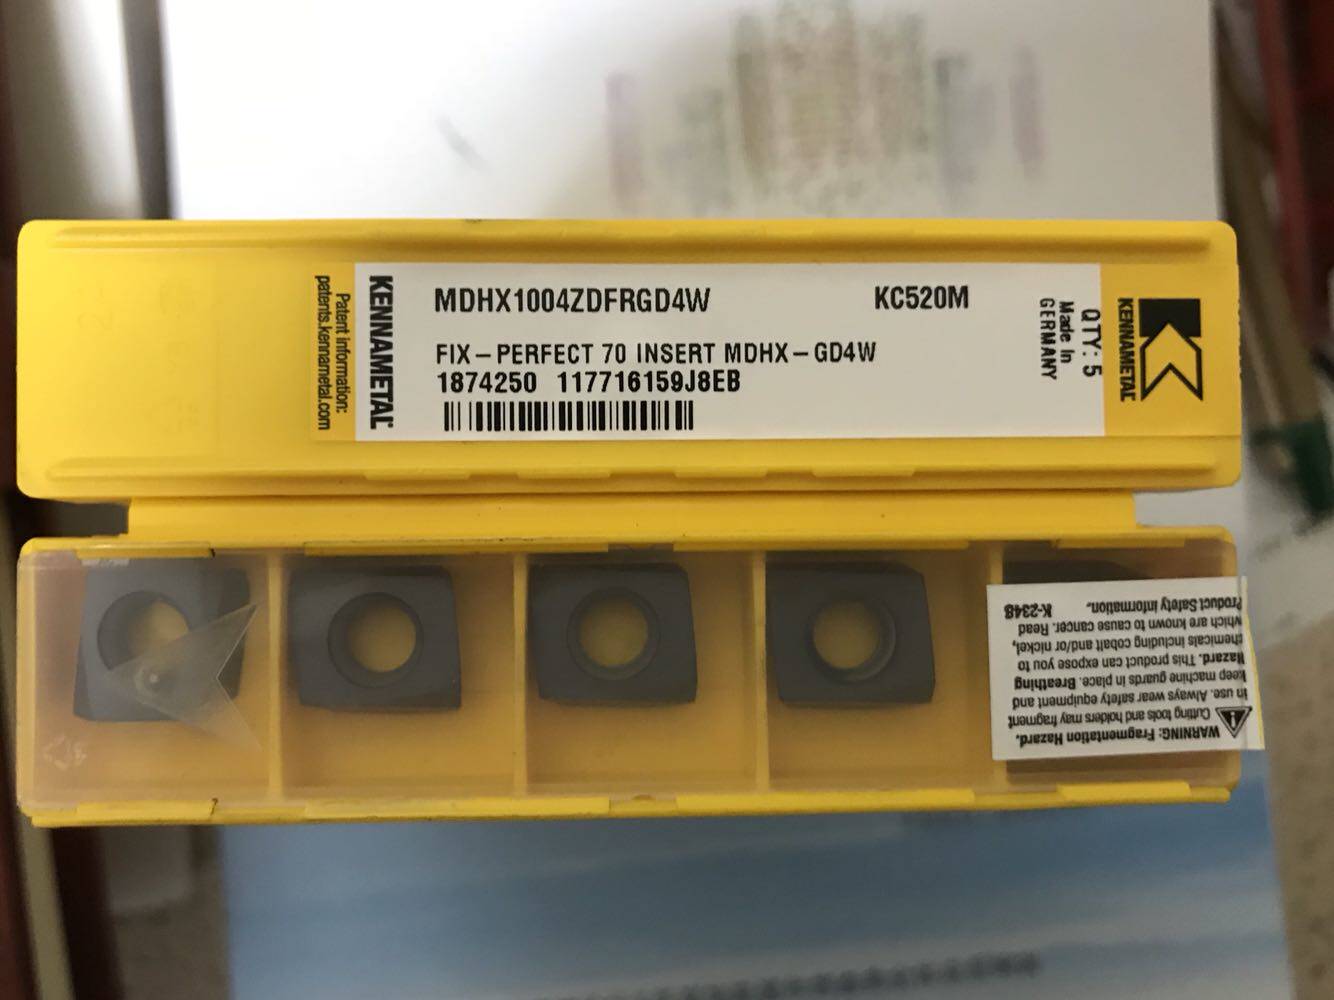 MDHX1004ZDFRGD4W KC520M
FIX-PERFECT 70 INSERT MDHX-GD4W
1874250 117716159J8EB
KENNAMETAL
Patent information:
patents.kennametal.com
QTY: 5
Made In
GERMANY
KENNAMETAL
WARNING: Fragmentation Hazard.
Cutting tools and holders may fragment
in use. Always wear safety equipment and
keep machine guards in place. Breathing
Hazard. This product can expose you to
chemicals including cobalt and/or nickel,
which are known to cause cancer. Read
Product Safety information.
K-2348